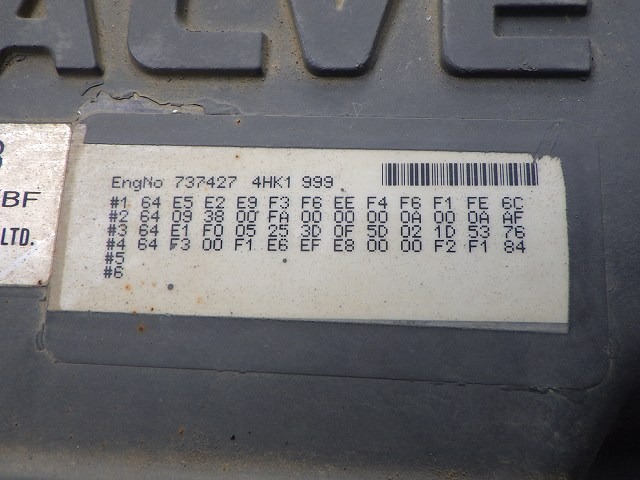 ALVE
BF
LTD.
EngNo 737427 4HK1 999
#1 64 E5 E2 E9 F3 F6 EE F4 F6 F1 FE 6C
#2 64 09 38 00 FA 00 00 00 0A 00 0A AF
#3 64 E1 F0 05 25 3D 0F 5D 02 1D 53 76
#4 64 F3 00 F1 E6 EF E8 00 00 F2 F1 84
#5
#6